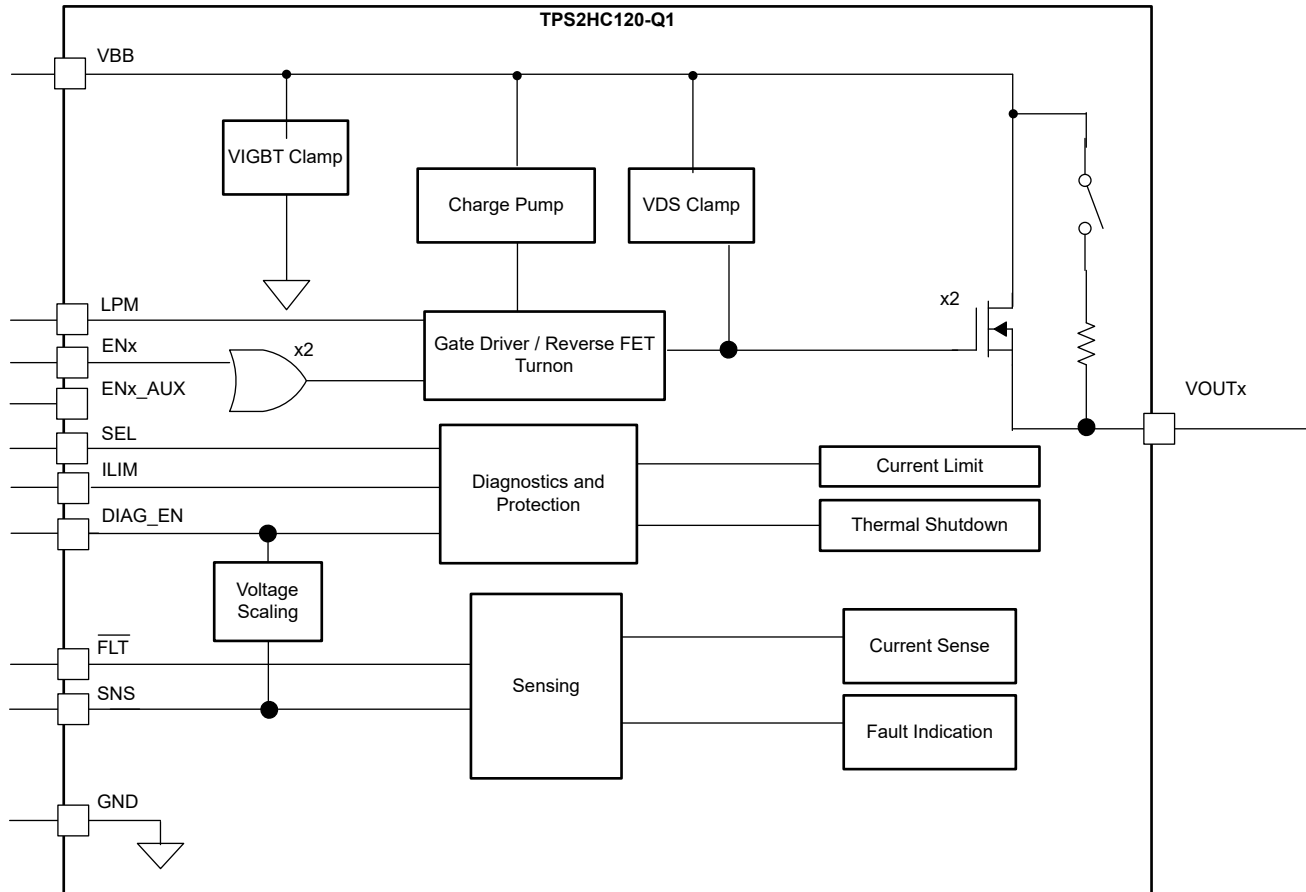 TPS2HC120-Q1
VBB
VIGBT Clamp
Charge Pump
VDS Clamp
LPM
ENx
x2
ENx_AUX
Gate Driver / Reverse FET
Turnon
x2
VOUTx
SEL
ILIM
DIAG_EN
Diagnostics and
Protection
Current Limit
Thermal Shutdown
Voltage
Scaling
FLT
SNS
Sensing
Current Sense
Fault Indication
GND